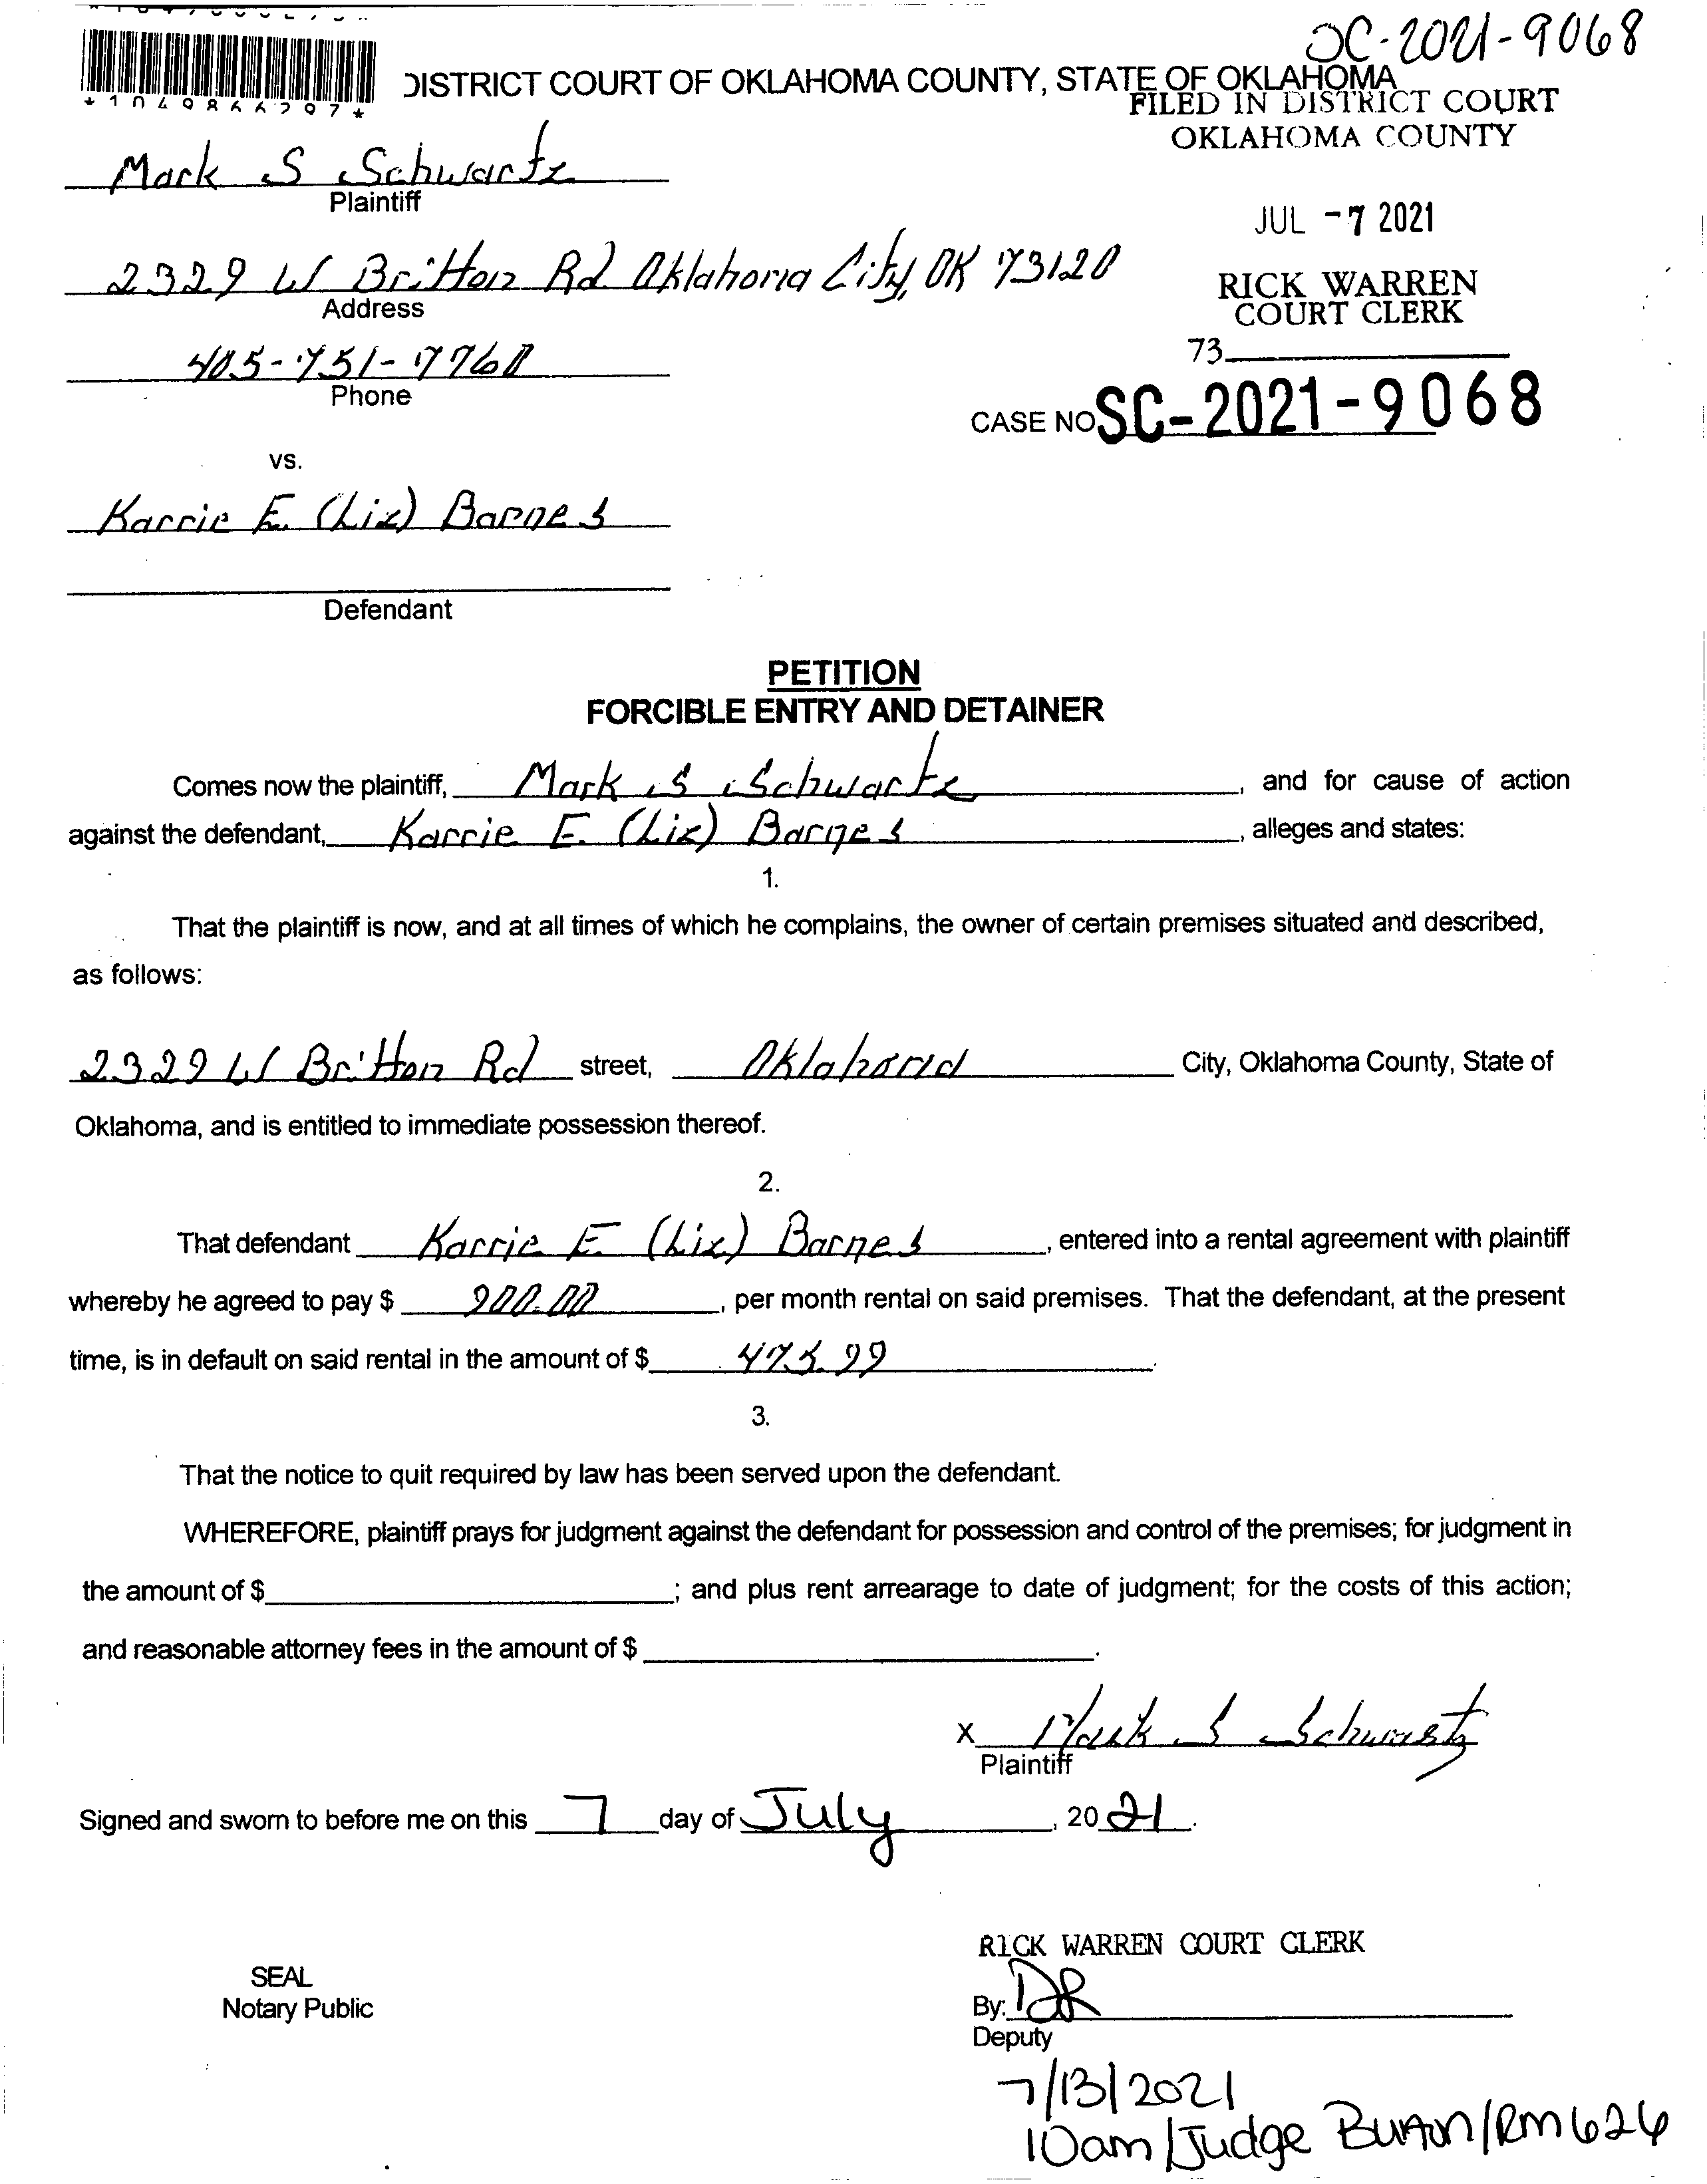 SC-2021-9068
DISTRICT COURT OF OKLAHOMA COUNTY, STATE OF OKLAHOMA
FILED IN DISTRICT COURT
OKLAHOMA COUNTY
Mark S Schwartz
Plaintiff
JUL -7 2021
2329 W Britton Rd Oklahoma City, OK 73120
Address
RICK WARREN
COURT CLERK
405-751-7760
Phone
73
CASE NO SC-2021-9068
vs.
Karrie E. (Liz) Barnes
Defendant
PETITION
FORCIBLE ENTRY AND DETAINER
Comes now the plaintiff, Mark S Schwartz, and for cause of action
against the defendant, Karrie E. (Liz) Barnes, alleges and states:
1.
That the plaintiff is now, and at all times of which he complains, the owner of certain premises situated and described,
as follows:
2329 W Britton Rd street, Oklahoma City, Oklahoma County, State of
Oklahoma, and is entitled to immediate possession thereof.
2.
That defendant Karrie E (Liz) Barnes, entered into a rental agreement with plaintiff
whereby he agreed to pay $ 900.00, per month rental on said premises. That the defendant, at the present
time, is in default on said rental in the amount of $ 475.99.
3.
That the notice to quit required by law has been served upon the defendant.
WHEREFORE, plaintiff prays for judgment against the defendant for possession and control of the premises; for judgment in
the amount of $ ; and plus rent arrearage to date of judgment; for the costs of this action;
and reasonable attorney fees in the amount of $ .
X Mark S Schwartz
Plaintiff
Signed and sworn to before me on this 7 day of July, 2021.
RICK WARREN COURT CLERK
SEAL
Notary Public
By: DR
Deputy
7/13/2021
10am/Judge /Rm 626